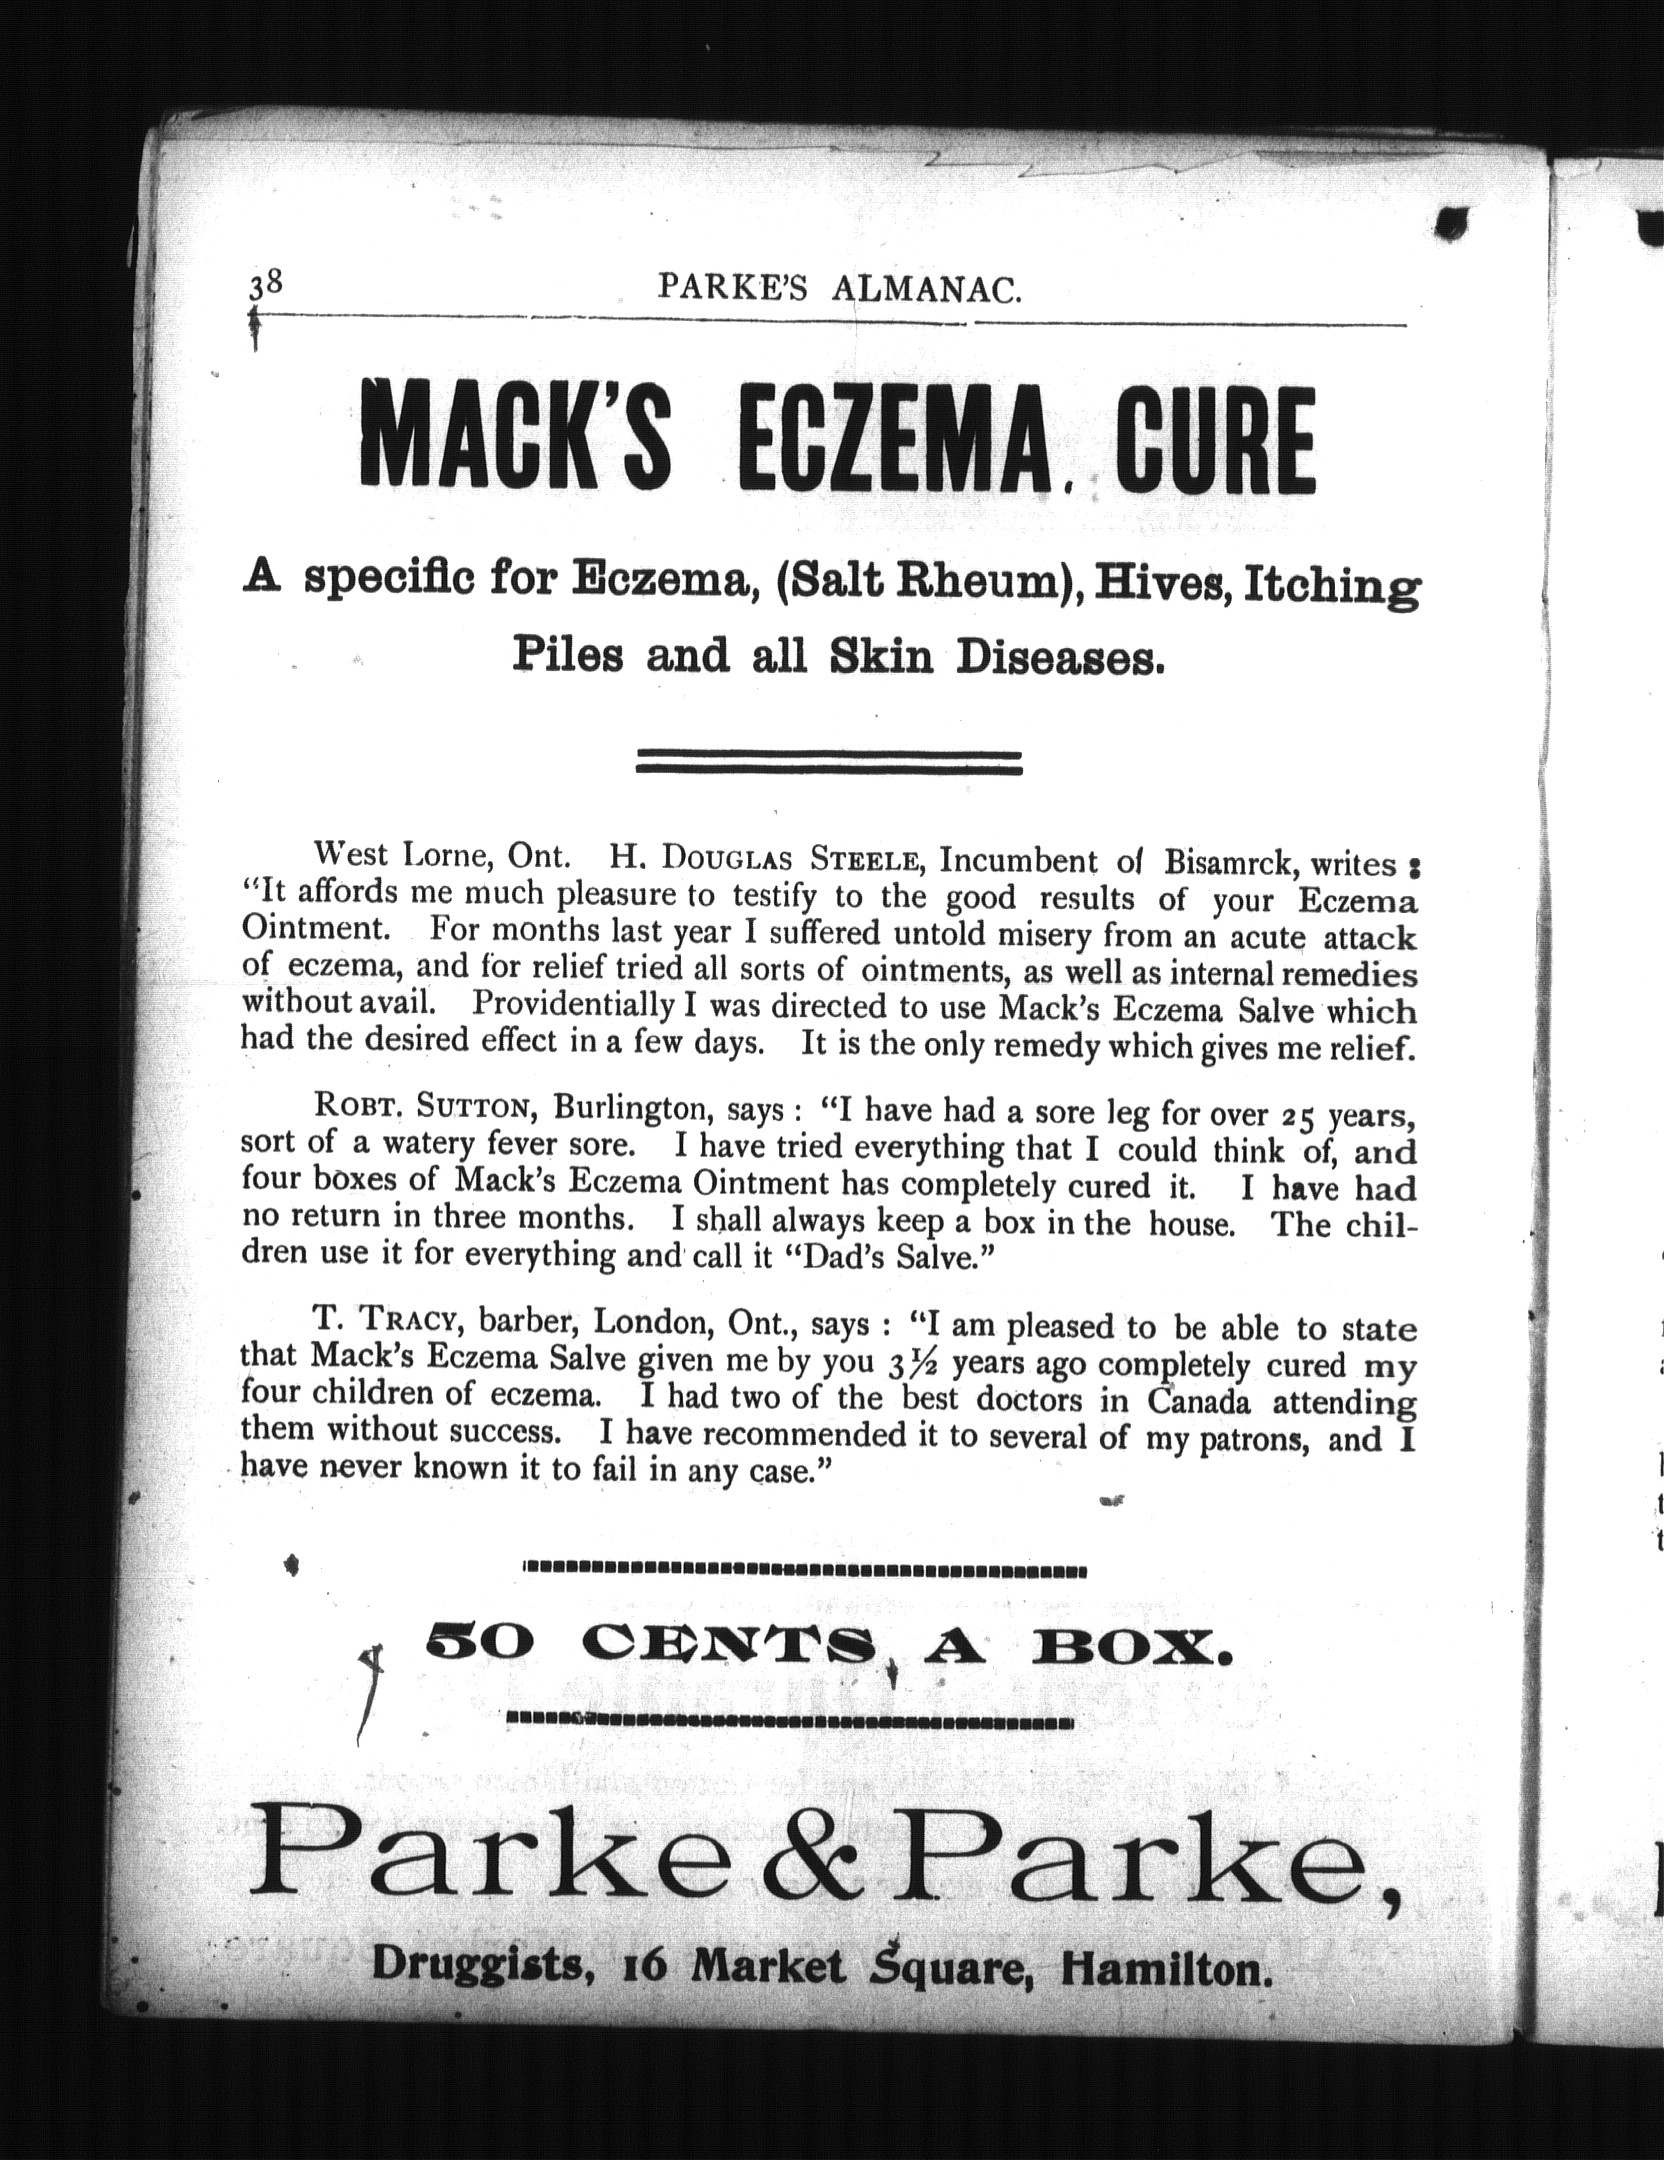 38 PARKE'S ALMANAC.
MACK'S ECZEMA CURE
A specific for Eczema, (Salt Rheum), Hives, Itching
Piles and all Skin Diseases.
West Lorne, Ont. H. DOUGLAS STEELE, Incumbent of Bisamrck, writes :
“It affords me much pleasure to testify to the good results of your Eczema
Ointment. For months last year I suffered untold misery from an acute attack
of eczema, and for relief tried all sorts of ointments, as well as internal remedies
without avail. Providentially I was directed to use Mack's Eczema Salve which
had the desired effect in a few days. It is the only remedy which gives me relief.
ROBT. SUTTON, Burlington, says : “I have had a sore leg for over 25 years,
sort of a watery fever sore. I have tried everything that I could think of, and
four boxes of Mack's Eczema Ointment has completely cured it. I have had
no return in three months. I shall always keep a box in the house. The chil-
dren use it for everything and call it “Dad's Salve.”
T. TRACY, barber, London, Ont., says : “I am pleased to be able to state
that Mack's Eczema Salve given me by you 3½ years ago completely cured my
four children of eczema. I had two of the best doctors in Canada attending
them without success. I have recommended it to several of my patrons, and I
have never known it to fail in any case.”
50 CENTS A BOX.
Parke & Parke,
Druggists, 16 Market Square, Hamilton.